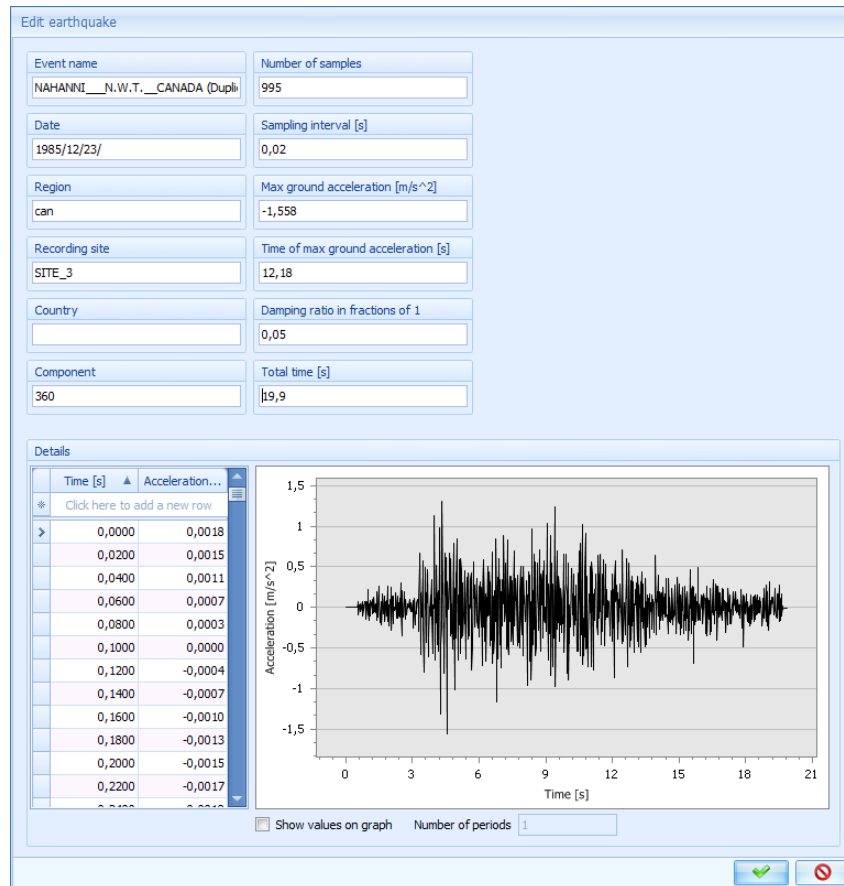 Edit earthquake
Event name
NAHANNI___N.W.T.__CANADA (Dupli
Number of samples
995
Date
1985/12/23/
Sampling interval [s]
0,02
Region
can
Max ground acceleration [m/s^2]
-1,558
Recording site
SITE_3
Time of max ground acceleration [s]
12,18
Country
Damping ratio in fractions of 1
0,05
Component
360
Total time [s]
19,9
Details
Time [s] Acceleration...
Click here to add a new row
0,0000 0,0018
0,0200 0,0015
0,0400 0,0011
0,0600 0,0007
0,0800 0,0003
0,1000 0,0000
0,1200 -0,0004
0,1400 -0,0007
0,1600 -0,0010
0,1800 -0,0013
0,2000 -0,0015
0,2200 -0,0017
Acceleration [m/s^2]
1,5
1
0,5
0
-0,5
-1
-1,5
0 3 6 9 12 15 18 21
Time [s]
Show values on graph Number of periods 1